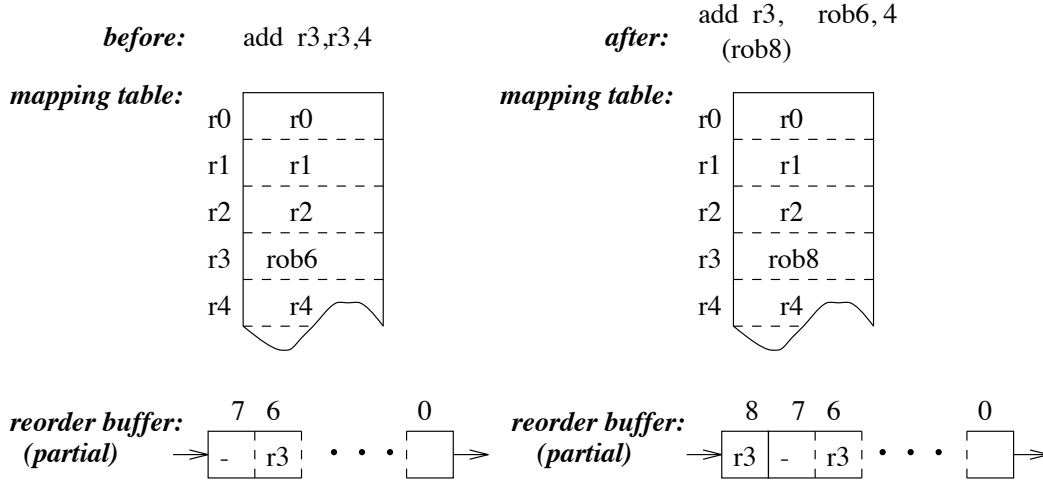 before: add r3,r3,4
mapping table:
r0 r0
r1 r1
r2 r2
r3 rob6
r4 r4
reorder buffer: 7 6 0
(partial) - r3 • • •
after: add r3, rob6, 4
(rob8)
mapping table:
r0 r0
r1 r1
r2 r2
r3 rob8
r4 r4
reorder buffer: 8 7 6 0
(partial) r3 - r3 • • •